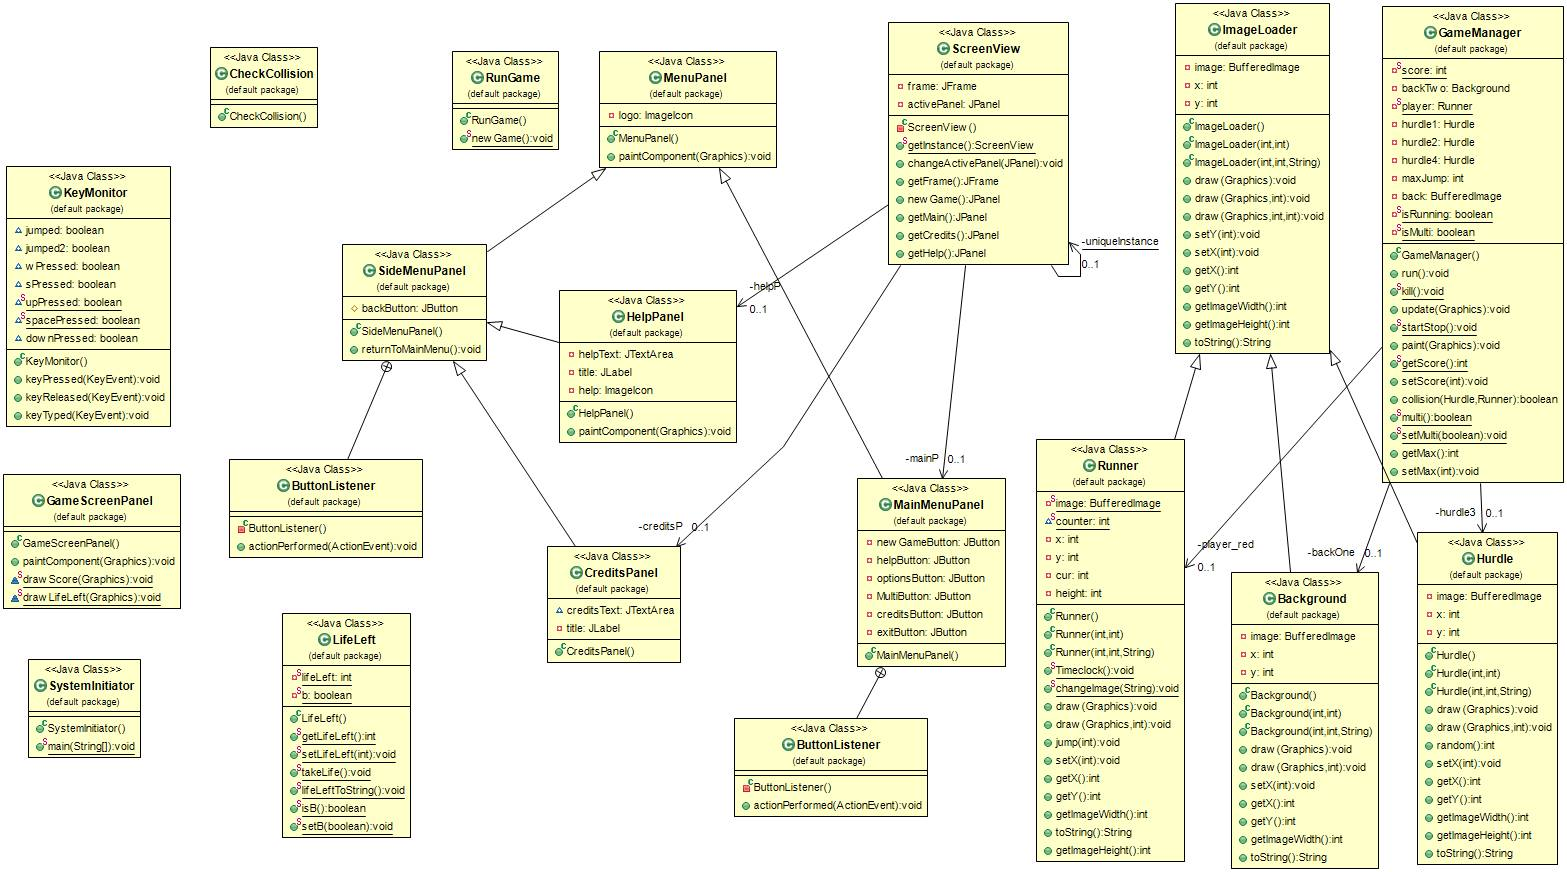 <<Java Class>>
CheckCollision
(default package)
CheckCollision()
<<Java Class>>
RunGame
(default package)
RunGame()
newGame():void
<<Java Class>>
MenuPanel
(default package)
logo: ImageIcon
MenuPanel()
paintComponent(Graphics):void
<<Java Class>>
ScreenView
(default package)
frame: JFrame
activePanel: JPanel
ScreenView()
getInstance():ScreenView
changeActivePanel(JPanel):void
getFrame():JFrame
newGame():JPanel
getMain():JPanel
getCredits():JPanel
getHelp():JPanel
-uniqueInstance
0..1
<<Java Class>>
ImageLoader
(default package)
image: BufferedImage
x: int
y: int
ImageLoader()
ImageLoader(int,int)
ImageLoader(int,int,String)
draw(Graphics):void
draw(Graphics,int):void
draw(Graphics,int,int):void
setY(int):void
setX(int):void
getX():int
getY():int
getImageWidth():int
getImageHeight():int
toString():String
<<Java Class>>
GameManager
(default package)
score: int
backTwo: Background
player: Runner
hurdle1: Hurdle
hurdle2: Hurdle
hurdle4: Hurdle
maxJump: int
back: BufferedImage
isRunning: boolean
isMulti: boolean
GameManager()
run():void
kill():void
update(Graphics):void
startStop():void
paint(Graphics):void
getScore():int
setScore(int):void
collision(Hurdle,Runner):boolean
multi():boolean
setMulti(boolean):void
getMax():int
setMax(int):void
<<Java Class>>
KeyMonitor
(default package)
jumped: boolean
jumped2: boolean
wPressed: boolean
sPressed: boolean
upPressed: boolean
spacePressed: boolean
downPressed: boolean
KeyMonitor()
keyPressed(KeyEvent):void
keyReleased(KeyEvent):void
keyTyped(KeyEvent):void
<<Java Class>>
SideMenuPanel
(default package)
backButton: JButton
SideMenuPanel()
returnToMainMenu():void
-helpP
0..1
<<Java Class>>
HelpPanel
(default package)
helpText: JTextArea
title: JLabel
help: ImageIcon
HelpPanel()
paintComponent(Graphics):void
<<Java Class>>
ButtonListener
(default package)
ButtonListener()
actionPerformed(ActionEvent):void
<<Java Class>>
GameScreenPanel
(default package)
GameScreenPanel()
paintComponent(Graphics):void
drawScore(Graphics):void
drawLifeLeft(Graphics):void
-creditsP
0..1
<<Java Class>>
CreditsPanel
(default package)
creditsText: JTextArea
title: JLabel
CreditsPanel()
-mainP
0..1
<<Java Class>>
MainMenuPanel
(default package)
newGameButton: JButton
helpButton: JButton
optionsButton: JButton
MultiButton: JButton
creditsButton: JButton
exitButton: JButton
MainMenuPanel()
<<Java Class>>
Runner
(default package)
image: BufferedImage
counter: int
x: int
y: int
cur: int
height: int
Runner()
Runner(int,int)
Runner(int,int,String)
Timeclock():void
changeImage(String):void
draw(Graphics):void
draw(Graphics,int):void
jump(int):void
setX(int):void
getX():int
getY():int
getImageWidth():int
toString():String
getImageHeight():int
-player_red
0..1
-backOne
0..1
<<Java Class>>
Background
(default package)
image: BufferedImage
x: int
y: int
Background()
Background(int,int)
Background(int,int,String)
draw(Graphics):void
draw(Graphics,int):void
setX(int):void
getX():int
getY():int
getImageWidth():int
toString():String
-hurdle3
0..1
<<Java Class>>
Hurdle
(default package)
image: BufferedImage
x: int
y: int
Hurdle()
Hurdle(int,int)
Hurdle(int,int,String)
draw(Graphics):void
draw(Graphics,int):void
random():int
setX(int):void
getX():int
getY():int
getImageWidth():int
getImageHeight():int
toString():String
<<Java Class>>
SystemInitiator
(default package)
SystemInitiator()
main(String[]):void
<<Java Class>>
LifeLeft
(default package)
lifeLeft: int
b: boolean
LifeLeft()
getLifeLeft():int
setLifeLeft(int):void
takeLife():void
lifeLeftToString():void
isB():boolean
setB(boolean):void
<<Java Class>>
ButtonListener
(default package)
ButtonListener()
actionPerformed(ActionEvent):void